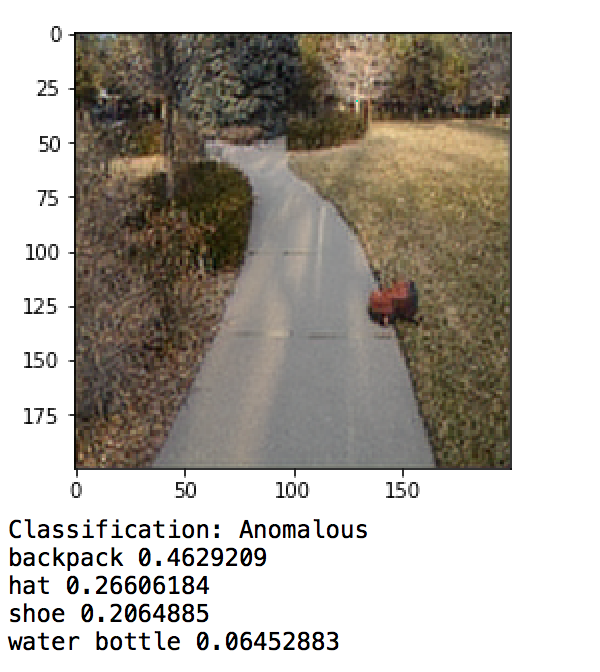 0
25
50
75
100
125
150
175
0 50 100 150
Classification: Anomalous
backpack 0.4629209
hat 0.26606184
shoe 0.2064885
water bottle 0.06452883